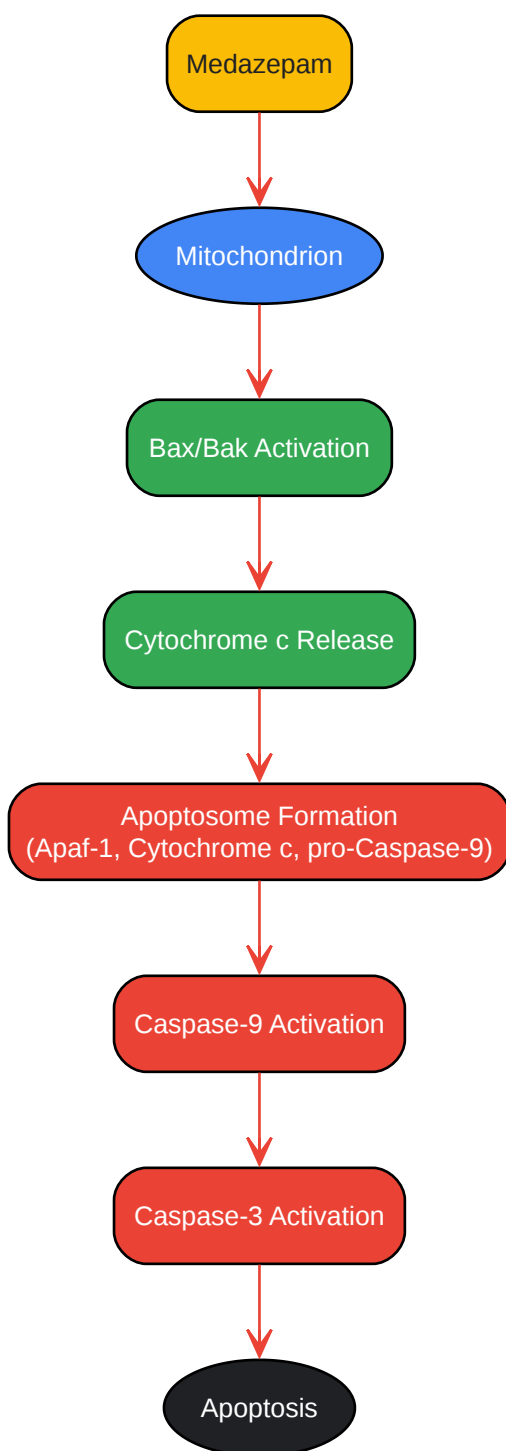 Medazepam
Mitochondrion
Bax/Bak Activation
Cytochrome c Release
Apoptosome Formation
(Apaf-1, Cytochrome c, pro-Caspase-9)
Caspase-9 Activation
Caspase-3 Activation
Apoptosis